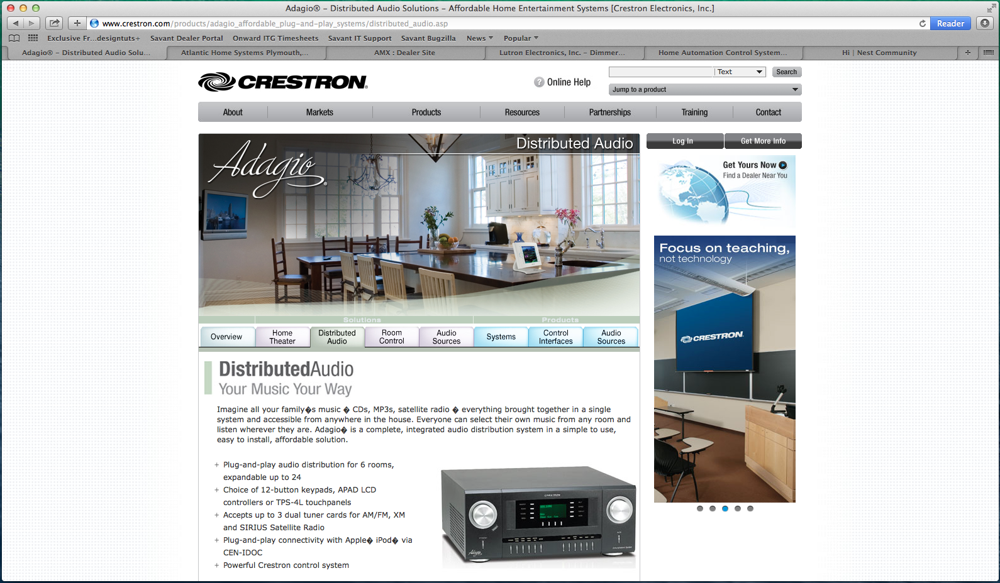 Adagio® – Distributed Audio Solutions – Affordable Home Entertainment Systems [Crestron Electronics, Inc.]
www.crestron.com/products/adagio_affordable_plug-and-play_systems/distributed_audio.asp
Reader
Exclusive Fr...designtuts+ Savant Dealer Portal Onward ITG Timesheets Savant IT Support Savant Bugzilla News Popular
Adagio® – Distributed Audio Solu... Atlantic Home Systems Plymouth,... AMX : Dealer Site Lutron Electronics, Inc. – Dimmer... Home Automation Control System... Hi | Nest Community
CRESTRON®
? Online Help
Text
Search
Jump to a product
About Markets Products Resources Partnerships Training Contact
Adagio®
Distributed Audio
Log In Get More Info
Get Yours Now
Find a Dealer Near You
Focus on teaching,
not technology
CRESTRON
Solutions Products
Overview
Home
Theater
Distributed
Audio
Room
Control
Audio
Sources
Systems
Control
Interfaces
Audio
Sources
DistributedAudio
Your Music Your Way
Imagine all your family�s music � CDs, MP3s, satellite radio � everything brought together in a single
system and accessible from anywhere in the house. Everyone can select their own music from any room and
listen wherever they are. Adagio� is a complete, integrated audio distribution system in a simple to use,
easy to install, affordable solution.
+ Plug-and-play audio distribution for 6 rooms,
expandable up to 24
+ Choice of 12-button keypads, APAD LCD
controllers or TPS-4L touchpanels
+ Accepts up to 3 dual tuner cards for AM/FM, XM
and SIRIUS Satellite Radio
+ Plug-and-play connectivity with Apple� iPod� via
CEN-IDOC
+ Powerful Crestron control system
CRESTRON
Adagio